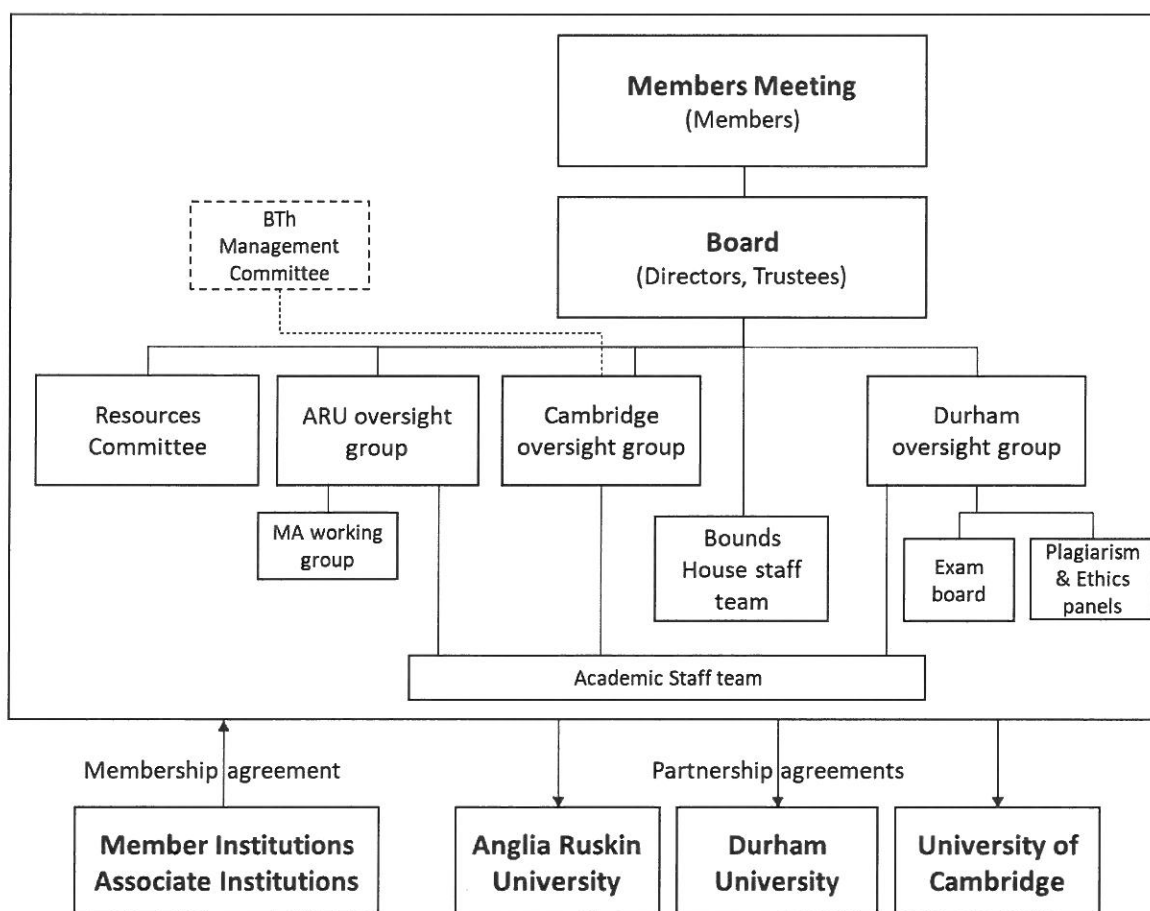 Members Meeting
(Members)
BTh
Management
Committee
Board
(Directors, Trustees)
Resources
Committee
ARU oversight
group
Cambridge
oversight group
Durham
oversight group
MA working
group
Bounds
House staff
team
Exam
board
Plagiarism
& Ethics
panels
Academic Staff team
Membership agreement
Partnership agreements
Member Institutions
Associate Institutions
Anglia Ruskin
University
Durham
University
University of
Cambridge